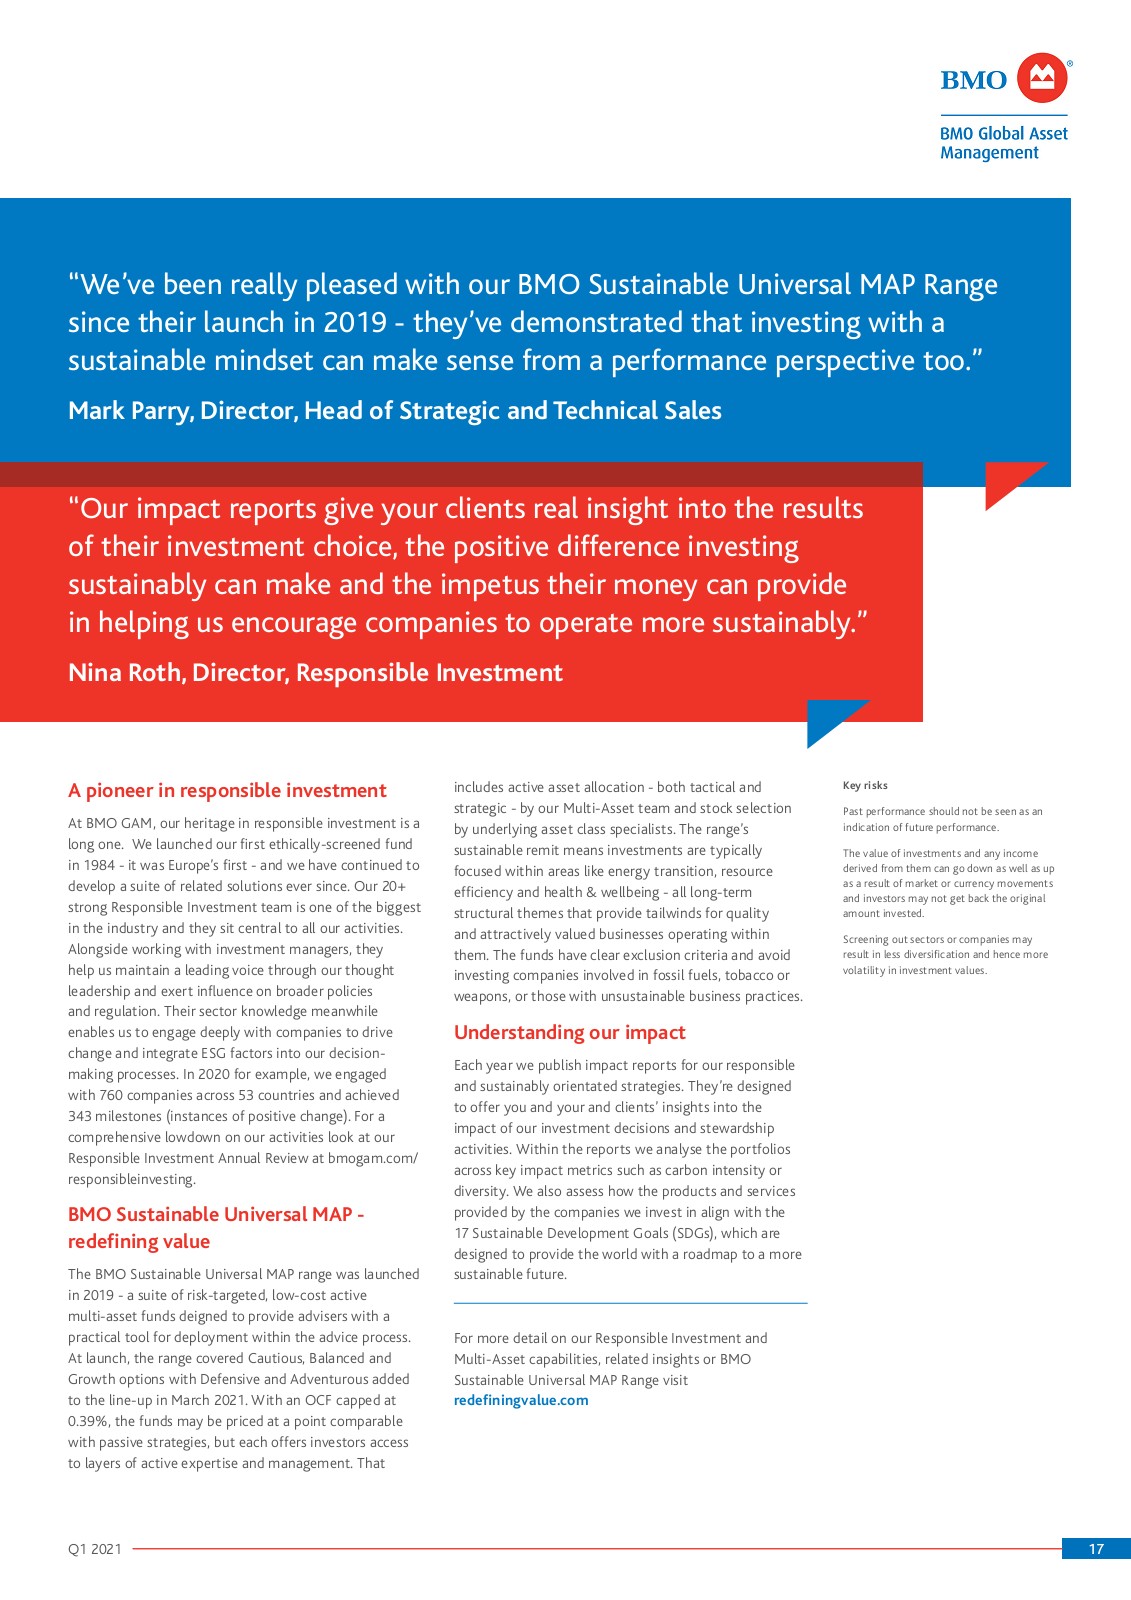 BMO ®
BMO Global Asset
Management
“We’ve been really pleased with our BMO Sustainable Universal MAP Range
since their launch in 2019 - they’ve demonstrated that investing with a
sustainable mindset can make sense from a performance perspective too.”
Mark Parry, Director, Head of Strategic and Technical Sales
“Our impact reports give your clients real insight into the results
of their investment choice, the positive difference investing
sustainably can make and the impetus their money can provide
in helping us encourage companies to operate more sustainably.”
Nina Roth, Director, Responsible Investment
A pioneer in responsible investment
At BMO GAM, our heritage in responsible investment is a
long one.  We launched our first ethically-screened fund
in 1984 - it was Europe’s first - and we have continued to
develop a suite of related solutions ever since. Our 20+
strong Responsible Investment team is one of the biggest
in the industry and they sit central to all our activities.
Alongside working with investment managers, they
help us maintain a leading voice through our thought
leadership and exert influence on broader policies
and regulation. Their sector knowledge meanwhile
enables us to engage deeply with companies to drive
change and integrate ESG factors into our decision-
making processes. In 2020 for example, we engaged
with 760 companies across 53 countries and achieved
343 milestones (instances of positive change). For a
comprehensive lowdown on our activities look at our
Responsible Investment Annual Review at bmogam.com/
responsibleinvesting.
BMO Sustainable Universal MAP -
redefining value
The BMO Sustainable Universal MAP range was launched
in 2019 - a suite of risk-targeted, low-cost active
multi-asset funds deigned to provide advisers with a
practical tool for deployment within the advice process.
At launch, the range covered Cautious, Balanced and
Growth options with Defensive and Adventurous added
to the line-up in March 2021. With an OCF capped at
0.39%, the funds may be priced at a point comparable
with passive strategies, but each offers investors access
to layers of active expertise and management. That
includes active asset allocation - both tactical and
strategic - by our Multi-Asset team and stock selection
by underlying asset class specialists. The range’s
sustainable remit means investments are typically
focused within areas like energy transition, resource
efficiency and health & wellbeing - all long-term
structural themes that provide tailwinds for quality
and attractively valued businesses operating within
them. The funds have clear exclusion criteria and avoid
investing companies involved in fossil fuels, tobacco or
weapons, or those with unsustainable business practices.
Understanding our impact
Each year we publish impact reports for our responsible
and sustainably orientated strategies. They’re designed
to offer you and your and clients’ insights into the
impact of our investment decisions and stewardship
activities. Within the reports we analyse the portfolios
across key impact metrics such as carbon intensity or
diversity. We also assess how the products and services
provided by the companies we invest in align with the
17 Sustainable Development Goals (SDGs), which are
designed to provide the world with a roadmap to a more
sustainable future.
For more detail on our Responsible Investment and
Multi-Asset capabilities, related insights or BMO
Sustainable Universal MAP Range visit
redefiningvalue.com
Key risks
Past performance should not be seen as an
indication of future performance.
The value of investments and any income
derived from them can go down as well as up
as a result of market or currency movements
and investors may not get back the original
amount invested.
Screening out sectors or companies may
result in less diversification and hence more
volatility in investment values.
Q1 2021
17